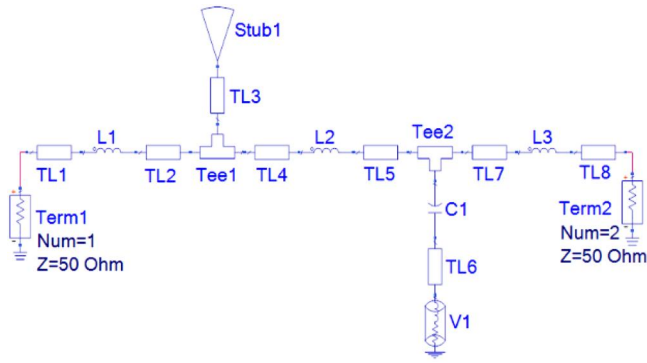 Stub1
TL3
L1
L2
Tee2
L3
TL1
TL2
Tee1
TL4
TL5
TL7
TL8
Term1
Num=1
Z=50 Ohm
C1
Term2
Num=2
Z=50 Ohm
TL6
V1